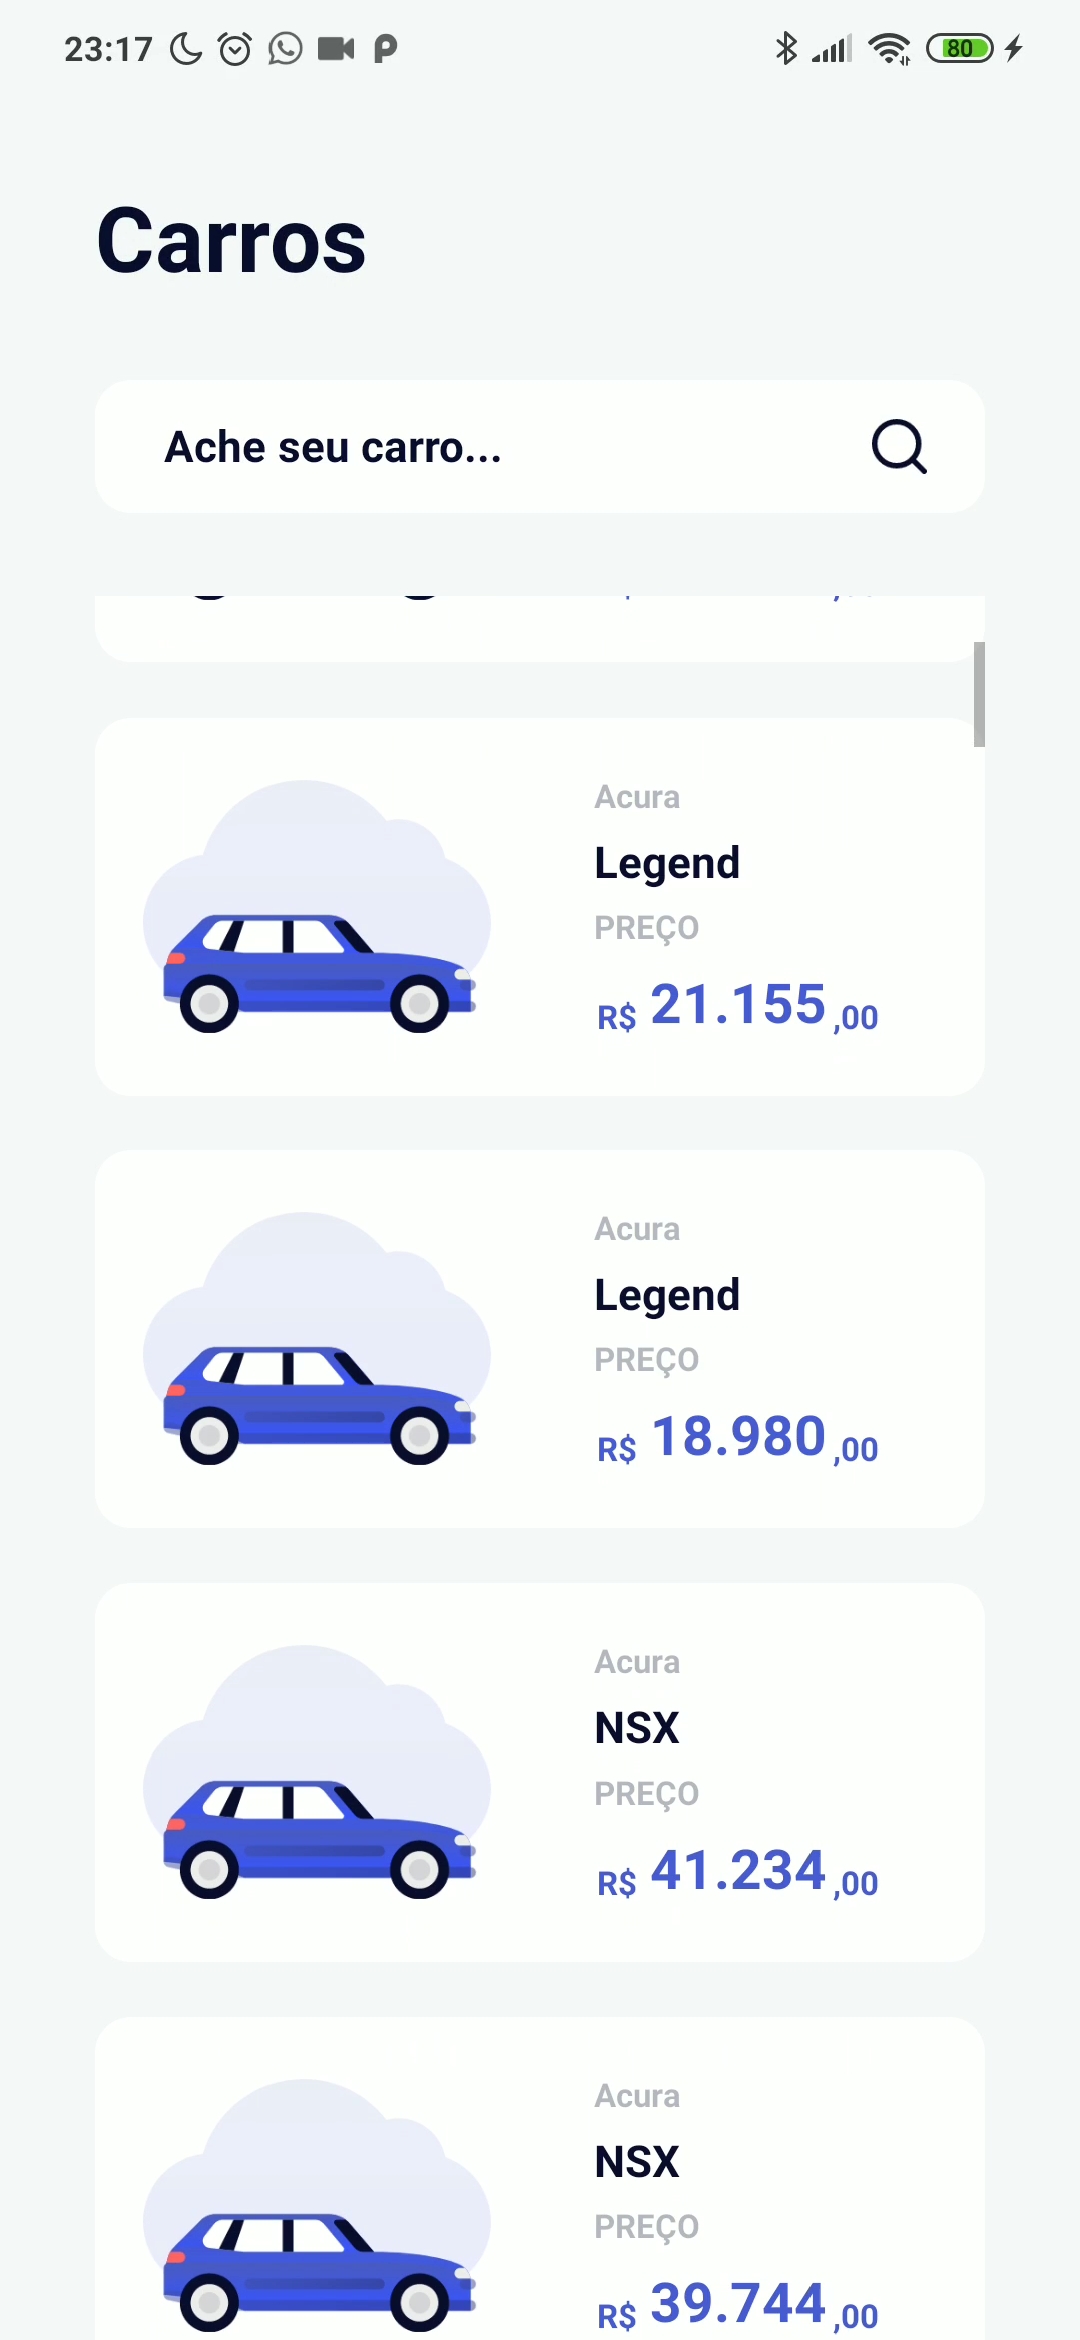 23:17
80
Carros
Ache seu carro...
Acura
Legend
PREÇO
R$ 21.155,00
Acura
Legend
PREÇO
R$ 18.980,00
Acura
NSX
PREÇO
R$ 41.234,00
Acura
NSX
PREÇO
R$ 39.744,00